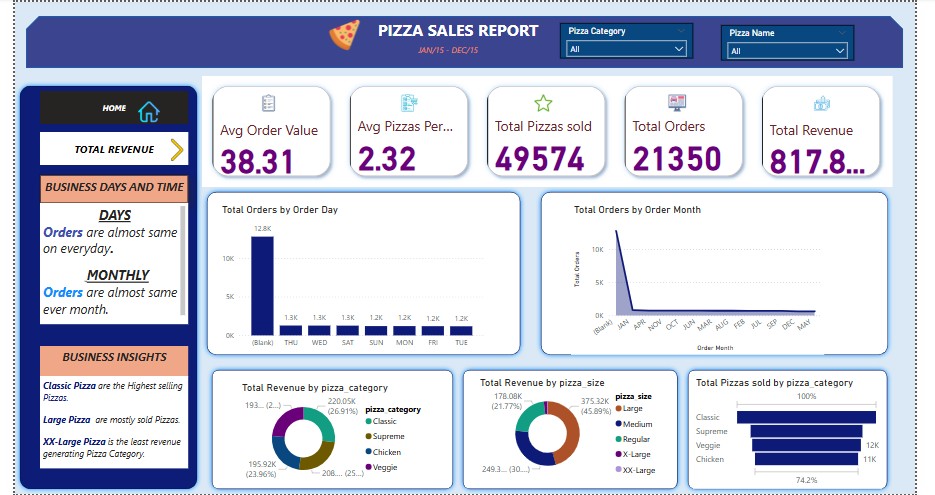 PIZZA SALES REPORT
JAN/15 - DEC/15
Pizza Category
All
Pizza Name
All
HOME
TOTAL REVENUE
BUSINESS DAYS AND TIME
DAYS
Orders are almost same
on everyday.
MONTHLY
Orders are almost same
ever month.
BUSINESS INSIGHTS
Classic Pizza are the Highest selling
Pizzas.
Large Pizza are mostly sold Pizzas.
XX-Large Pizza is the least revenue
generating Pizza Category.
Avg Order Value
38.31
Avg Pizzas Per...
2.32
Total Pizzas sold
49574
Total Orders
21350
Total Revenue
817.8...
Total Orders by Order Day
12.8K
10K
5K
0K
1.3K 1.3K 1.3K 1.2K 1.2K 1.2K 1.2K
(Blank) THU WED SAT SUN MON FRI TUE
Total Orders by Order Month
Total Orders
10K
5K
0K
(Blank) JAN APR NOV OCT JUN MAR AUG FEB JUL SEP DEC MAY
Order Month
Total Revenue by pizza_category
193... (2...)
220.05K
(26.91%)
195.92K
(23.96%)
208.... (25...)
pizza_category
Classic
Supreme
Chicken
Veggie
Total Revenue by pizza_size
178.08K
(21.77%)
375.32K
(45.89%)
249.3... (30....)
pizza_size
Large
Medium
Regular
X-Large
XX-Large
Total Pizzas sold by pizza_category
100%
Classic
Supreme
Veggie 12K
Chicken 11K
74.2%